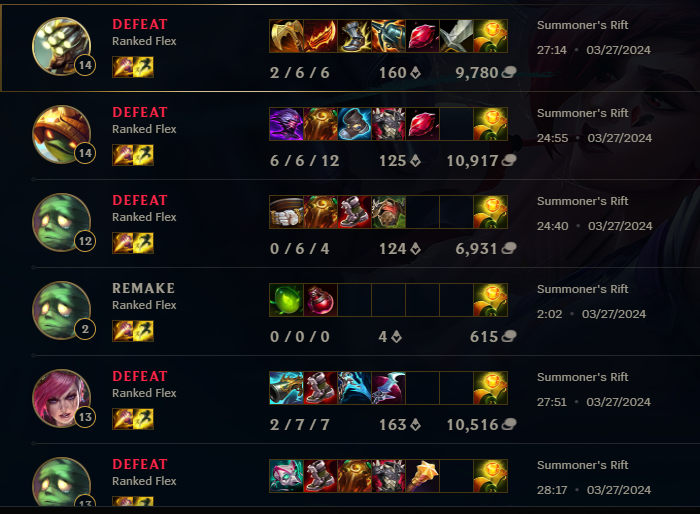 DEFEAT
Ranked Flex
14
2 / 6 / 6 160 9,780
Summoner's Rift
27:14 • 03/27/2024
DEFEAT
Ranked Flex
14
6 / 6 / 12 125 10,917
Summoner's Rift
24:55 • 03/27/2024
DEFEAT
Ranked Flex
12
0 / 6 / 4 124 6,931
Summoner's Rift
24:40 • 03/27/2024
REMAKE
Ranked Flex
2
0 / 0 / 0 4 615
Summoner's Rift
2:02 • 03/27/2024
DEFEAT
Ranked Flex
13
2 / 7 / 7 163 10,516
Summoner's Rift
27:51 • 03/27/2024
DEFEAT
Ranked Flex
13
Summoner's Rift
28:17 • 03/27/2024